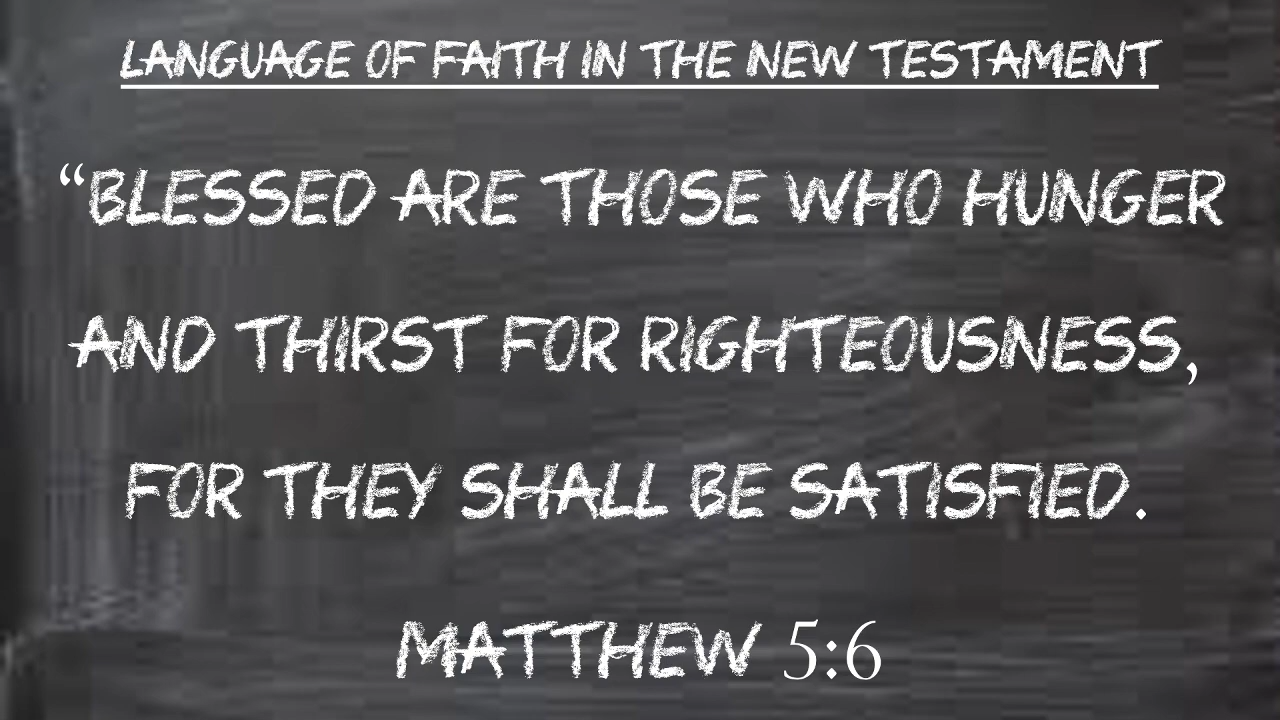 LANGUAGE OF FAITH IN THE NEW TESTAMENT
“BLESSED ARE THOSE WHO HUNGER
AND THIRST FOR RIGHTEOUSNESS,
FOR THEY SHALL BE SATISFIED.
MATTHEW 5:6